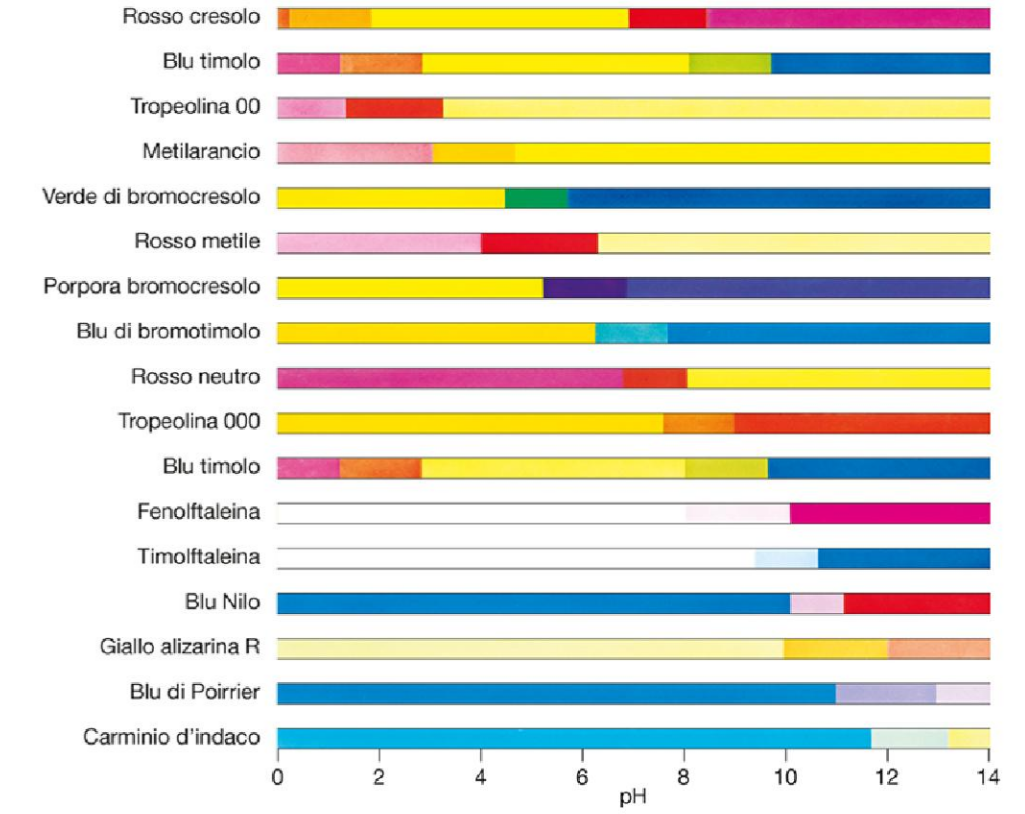 Rosso cresolo
Blu timolo
Tropeolina 00
Metilarancio
Verde di bromocresolo
Rosso metile
Porpora bromocresolo
Blu di bromotimolo
Rosso neutro
Tropeolina 000
Blu timolo
Fenolftaleina
Timolftaleina
Blu Nilo
Giallo alizarina R
Blu di Poirrier
Carminio d'indaco
0 2 4 6 8 10 12 14
pH